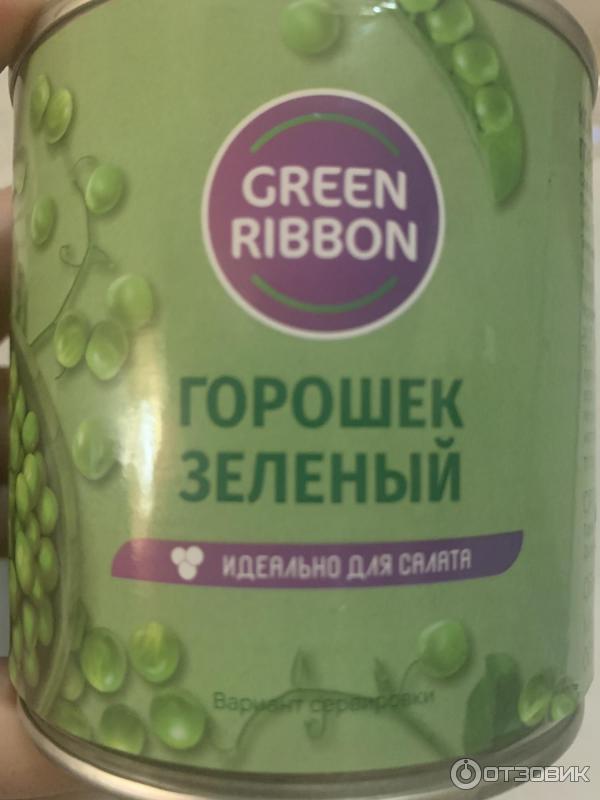 GREEN
RIBBON
ГОРОШЕК
ЗЕЛЕНЫЙ
ИДЕАЛЬНО ДЛЯ САЛАТА
Вариант сервировки
ОТЗОВИК